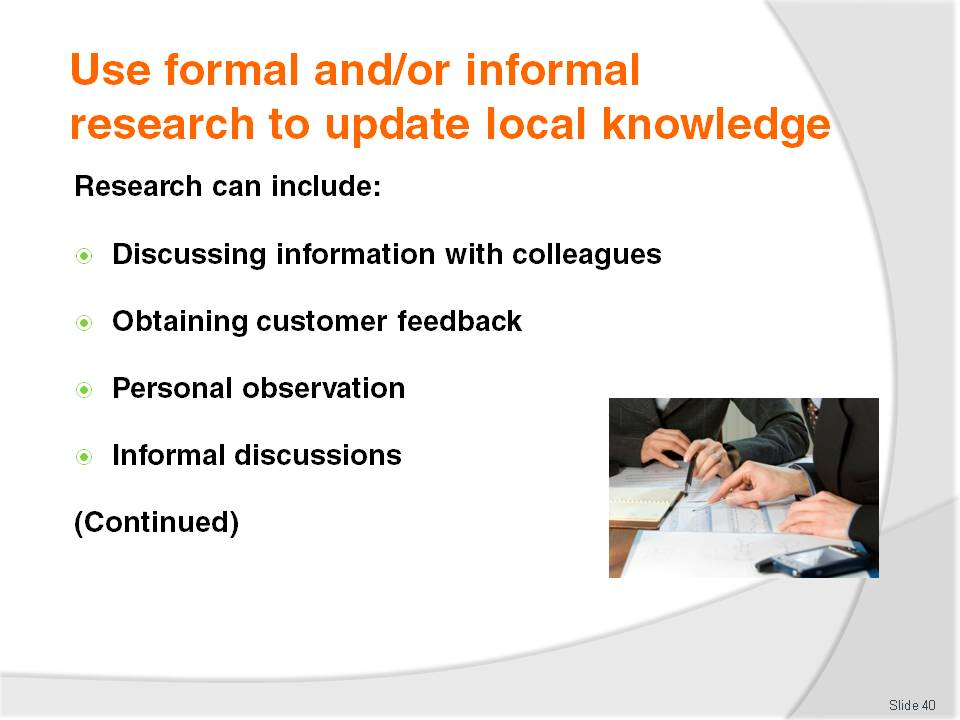 Use formal and/or informal
research to update local knowledge
Research can include:
Discussing information with colleagues
Obtaining customer feedback
Personal observation
Informal discussions
(Continued)
Slide 40